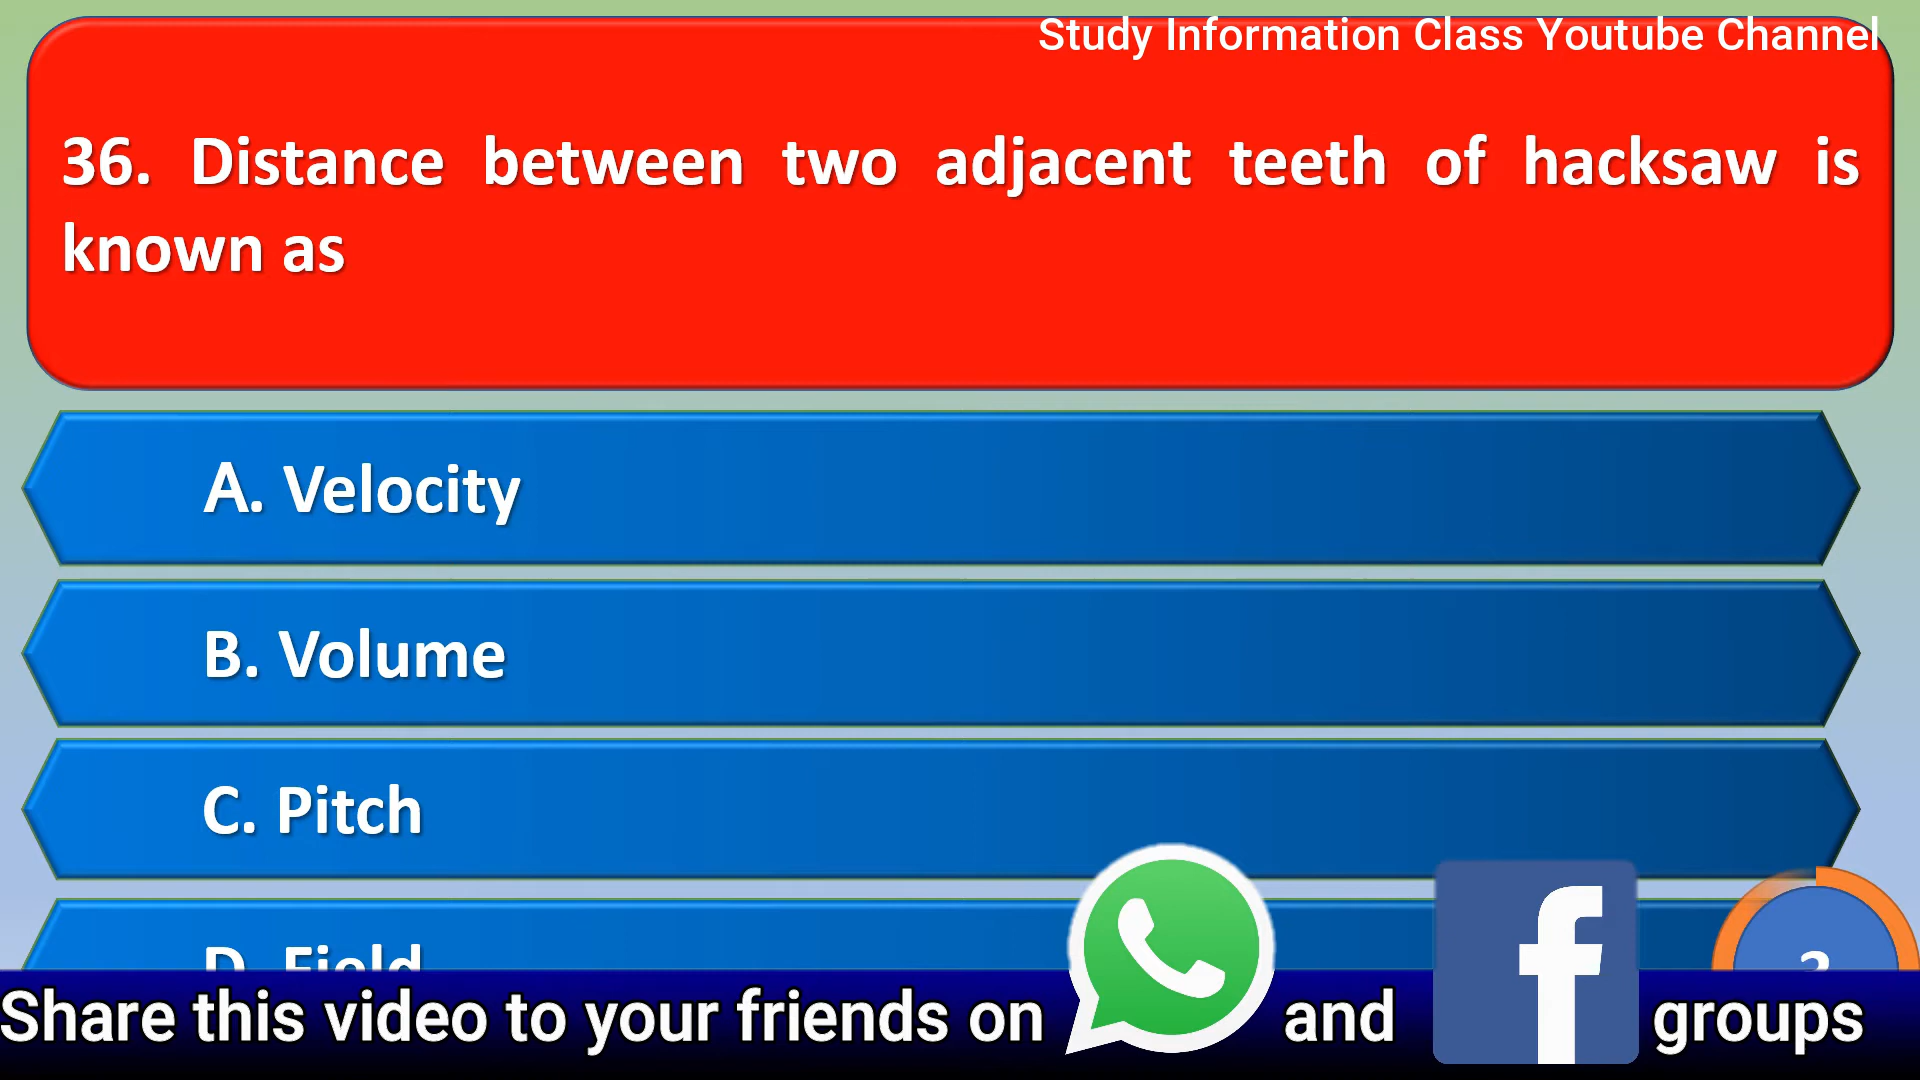 Study Information Class Youtube Channel
36. Distance between two adjacent teeth of hacksaw is
known as
A. Velocity
B. Volume
C. Pitch
D. Field
Share this video to your friends on and groups